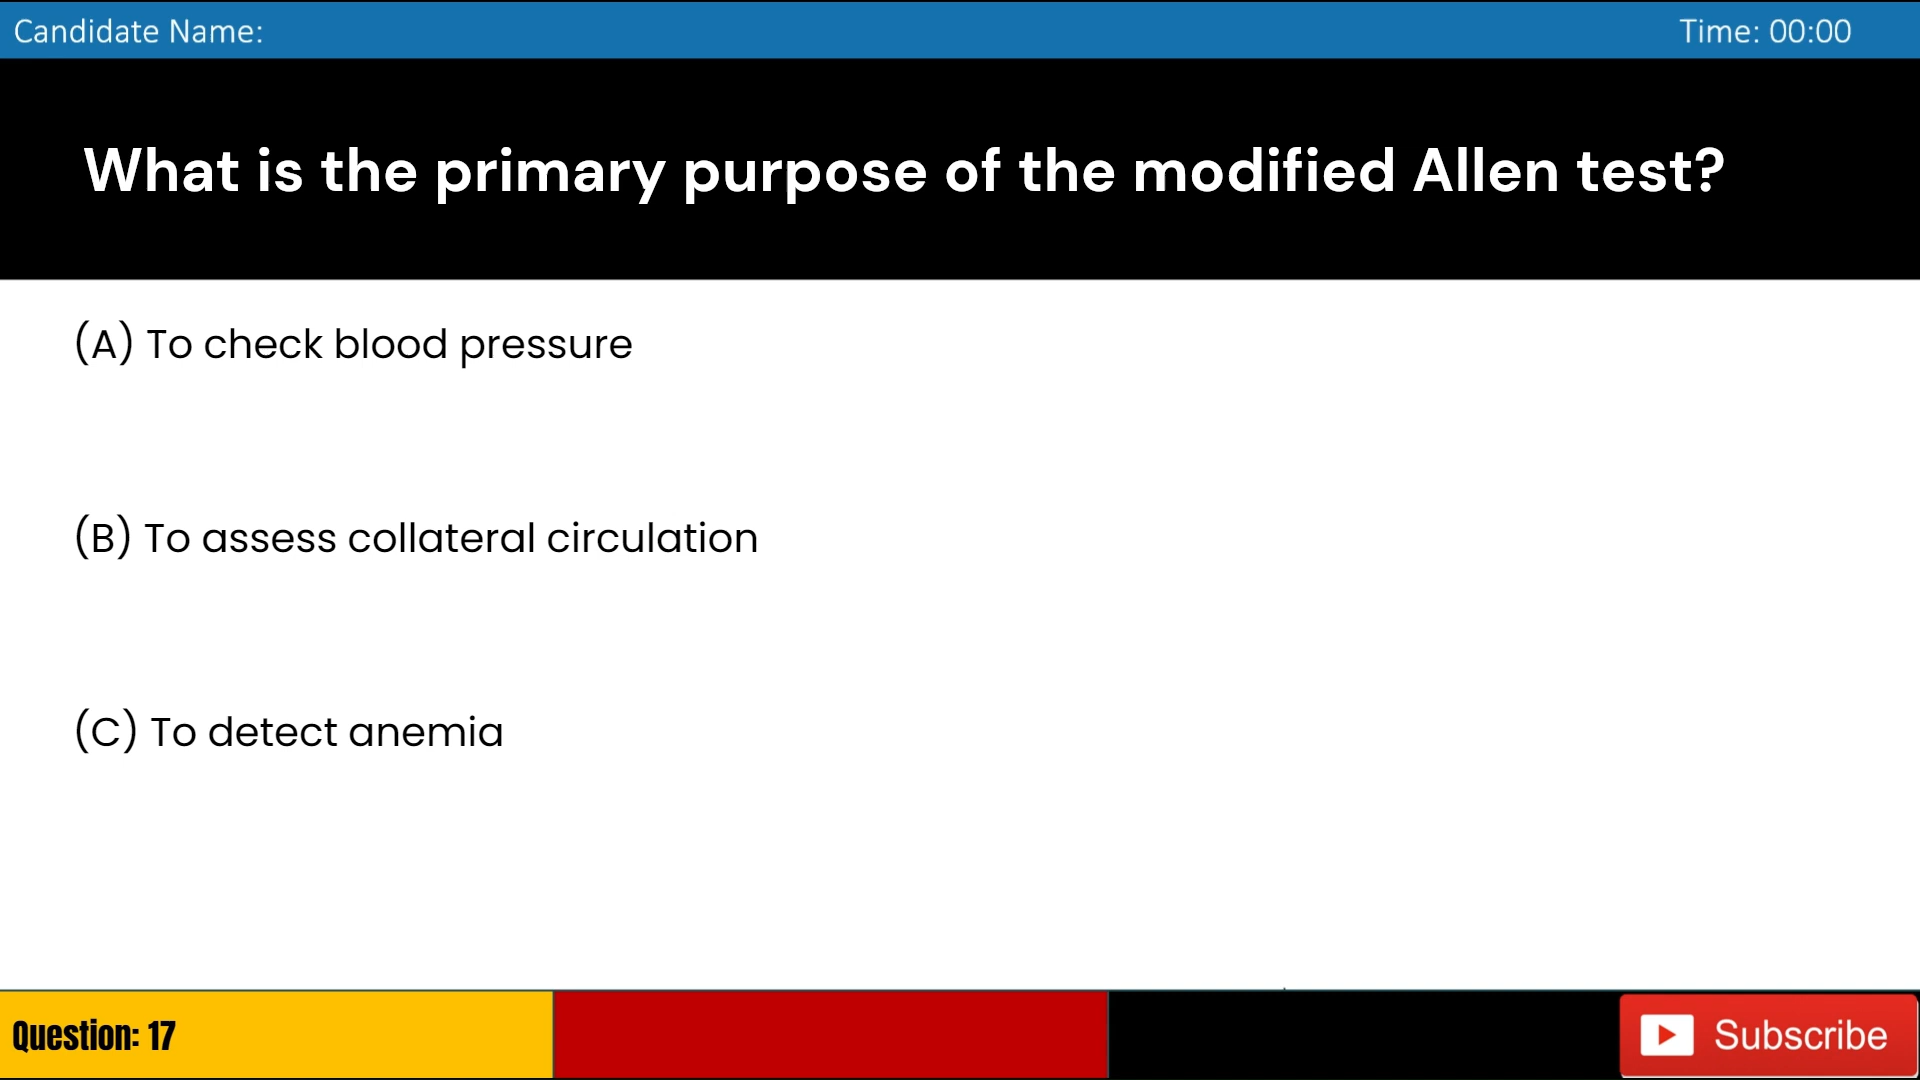 Candidate Name:
Time: 00:00
What is the primary purpose of the modified Allen test?
(A) To check blood pressure
(B) To assess collateral circulation
(C) To detect anemia
Question: 17
Subscribe